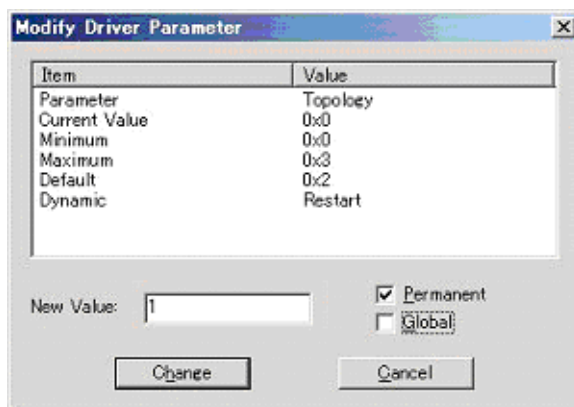 Modify Driver Parameter
Item Value
Parameter Topology
Current Value 0x0
Minimum 0x0
Maximum 0x3
Default 0x2
Dynamic Restart
New Value: 1
Permanent
Global
Change Cancel